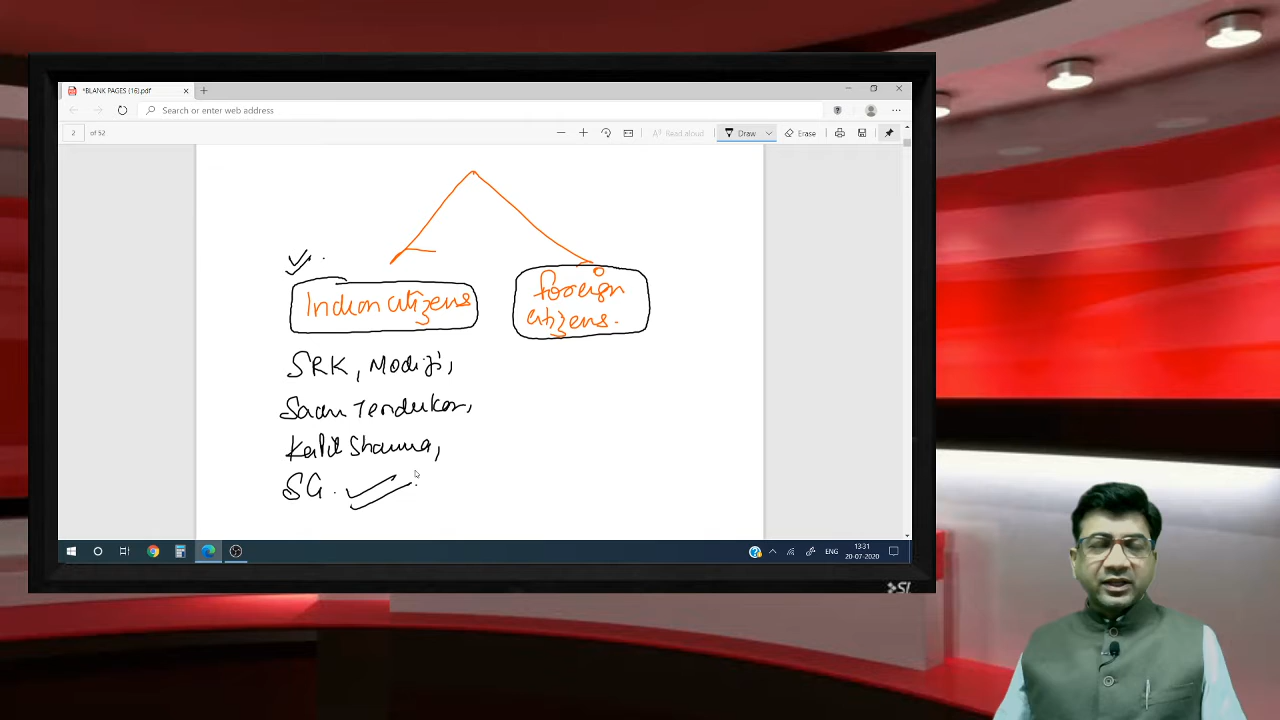 *BLANK PAGES (16).pdf
Search or enter web address
2 of 52
Read aloud
Draw
Erase
Indian citizens
foreign
citizens.
SRK, Modiji,
Sachin Tendulkar,
Kapil Sharma,
SG.
ENG
13:31
20-07-2020